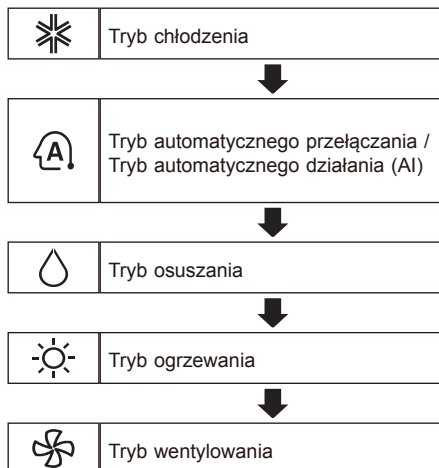 Tryb chłodzenia
A
Tryb automatycznego przełączania /
Tryb automatycznego działania (AI)
Tryb osuszania
Tryb ogrzewania
Tryb wentylowania